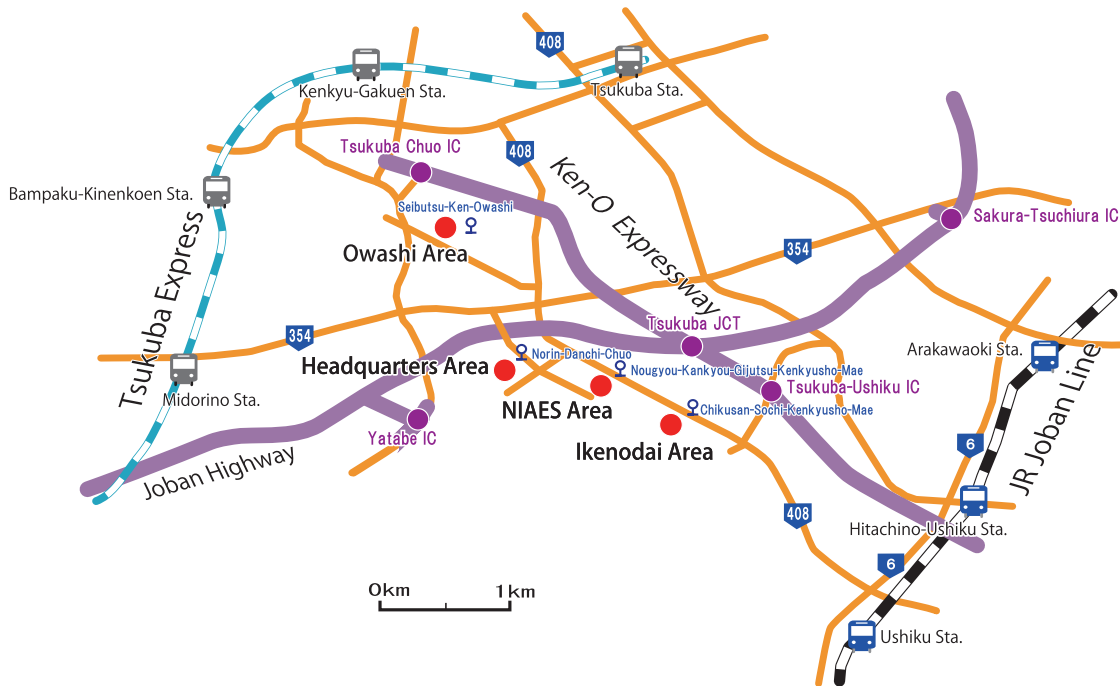 408
Kenkyu-Gakuen Sta.
Tsukuba Sta.
Tsukuba Chuo IC
408
Bampaku-Kinenkoen Sta.
Seibutsu-Ken-Owashi
Owashi Area
Ken-O Expressway
Sakura-Tsuchiura IC
354
Tsukuba Express
354
Tsukuba JCT
Norin-Danchi-Chuo
Headquarters Area
Nougyou-Kankyou-Gijutsu-Kenkyusho-Mae
Arakawaoki Sta.
Midorino Sta.
NIAES Area
Tsukuba-Ushiku IC
Chikusan-Sochi-Kenkyusho-Mae
Yatabe IC
Ikenodai Area
Joban Highway
6
JR Joban Line
408
Hitachino-Ushiku Sta.
6
0km
1km
Ushiku Sta.